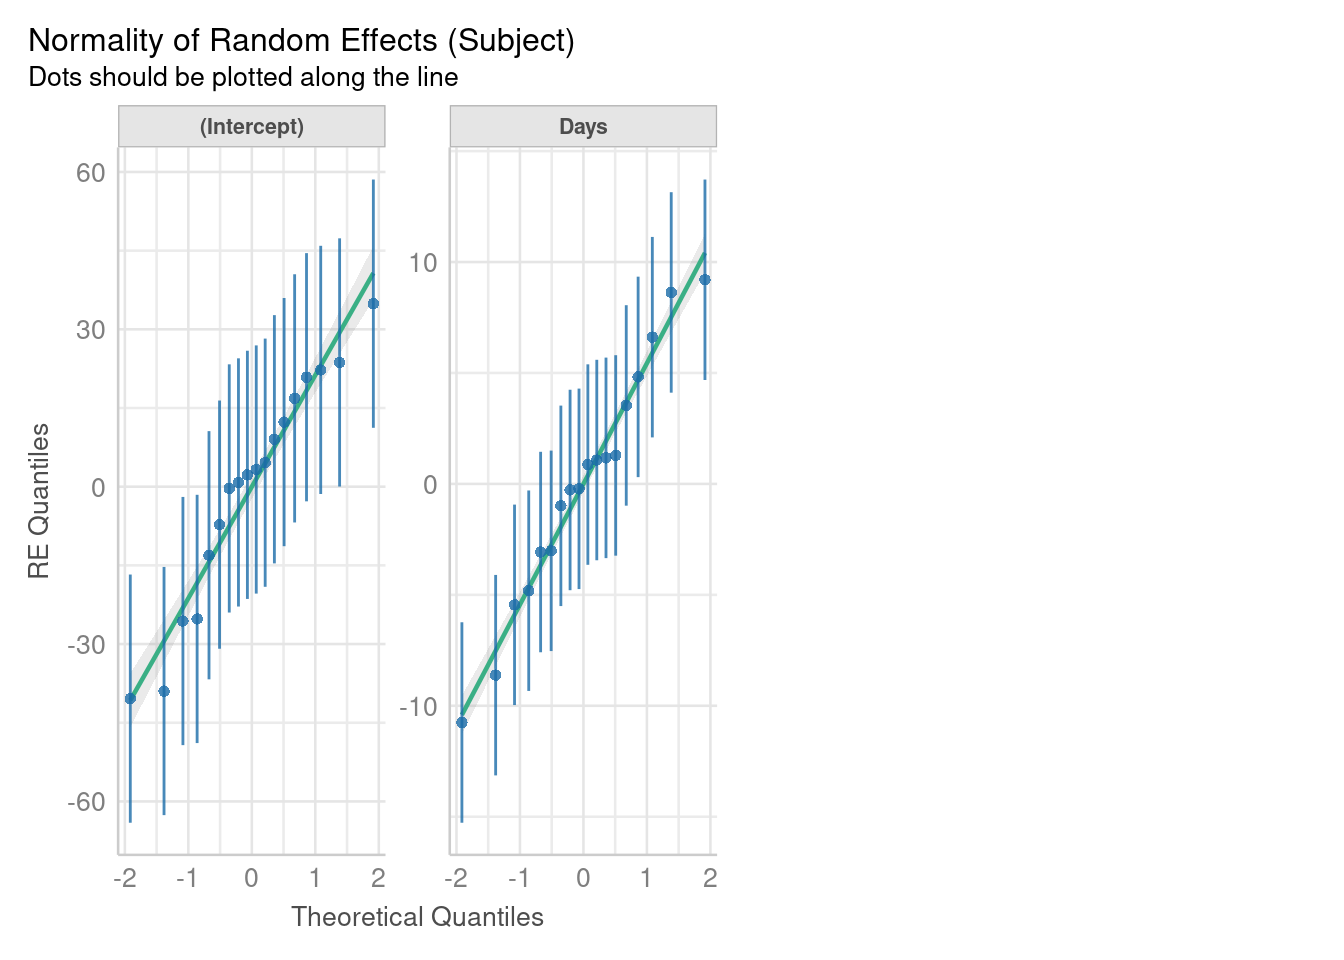 Normality of Random Effects (Subject)
Dots should be plotted along the line
(Intercept) Days
60
30
0
-30
-60
10
0
-10
RE Quantiles
-2 -1 0 1 2 -2 -1 0 1 2
Theoretical Quantiles